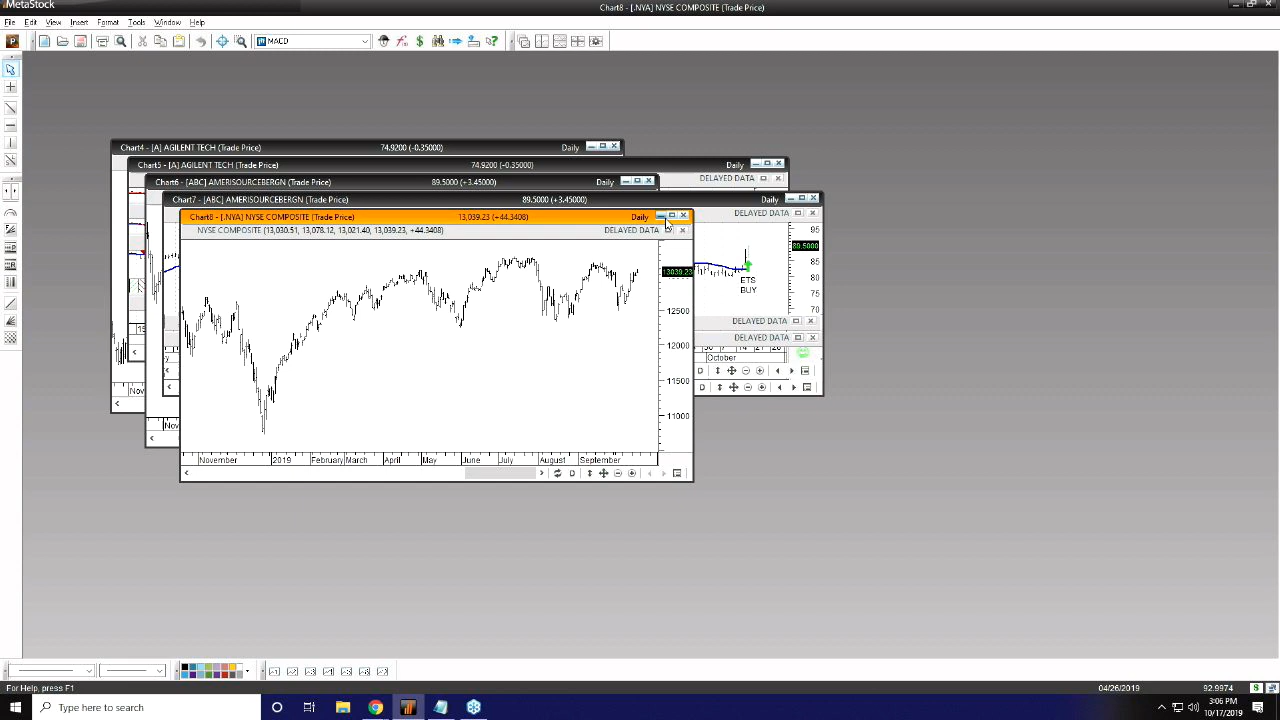 MetaStock
Chart8 - [.NYA] NYSE COMPOSITE [Trade Price]
File Edit View Insert Format Tools Window Help
MACD
Chart4 - [A] AGILENT TECH (Trade Price) 74.9200 (-0.35000) Daily
Chart5 - [A] AGILENT TECH (Trade Price) 74.9200 (-0.35000) Daily
DELAYED DATA
Chart6 - [ABC] AMERISOURCEBERGN (Trade Price) 89.5000 (+3.45000) Daily
Chart7 - [ABC] AMERISOURCEBERGN (Trade Price) 89.5000 (+3.45000) Daily
DELAYED DATA
Chart8 - [.NYA] NYSE COMPOSITE (Trade Price) 13,039.23 (+44.3408) Daily
NYSE COMPOSITE (13,030.51, 13,078.12, 13,021.40, 13,039.23, +44.3408) DELAYED DATA
95
89.5000
85
80
75
70
ETS
BUY
13039.23
12500
12000
11500
11000
DELAYED DATA
DELAYED DATA
October
D
D
November 2019 February March April May June July August September
D
For Help, press F1
04/26/2019 92.9974
Type here to search
3:06 PM
10/17/2019